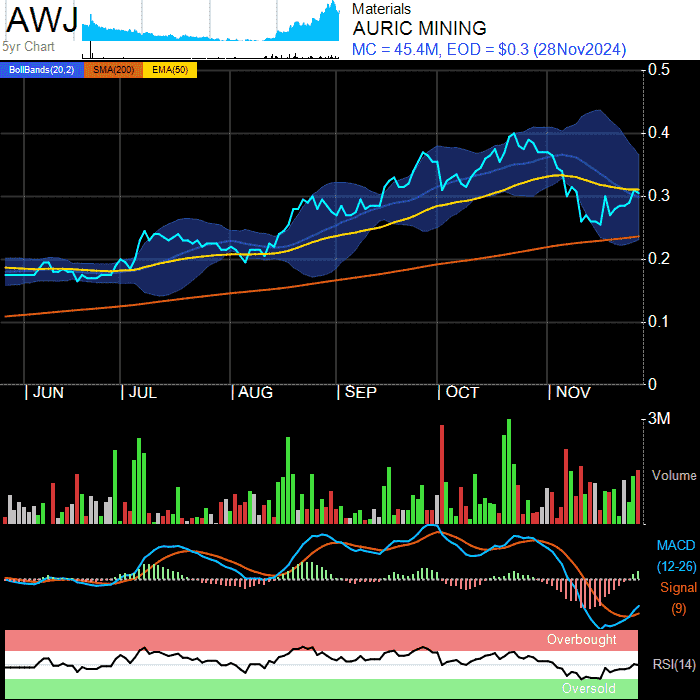 AWJ
5yr Chart
Materials
AURIC MINING
MC = 45.4M, EOD = $0.3 (28Nov2024)
BollBands(20,2) SMA(200) EMA(50)
0.5
0.4
0.3
0.2
0.1
0
JUN JUL AUG SEP OCT NOV
3M
Volume
MACD
(12-26)
Signal
(9)
Overbought
RSI(14)
Oversold